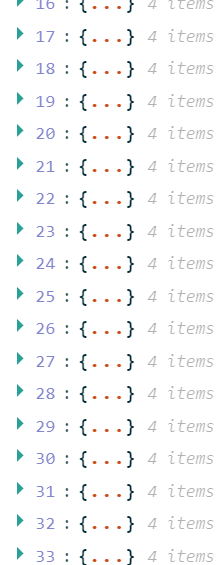 16 : {...} 4 items
17 : {...} 4 items
18 : {...} 4 items
19 : {...} 4 items
20 : {...} 4 items
21 : {...} 4 items
22 : {...} 4 items
23 : {...} 4 items
24 : {...} 4 items
25 : {...} 4 items
26 : {...} 4 items
27 : {...} 4 items
28 : {...} 4 items
29 : {...} 4 items
30 : {...} 4 items
31 : {...} 4 items
32 : {...} 4 items
33 : {...} 4 items